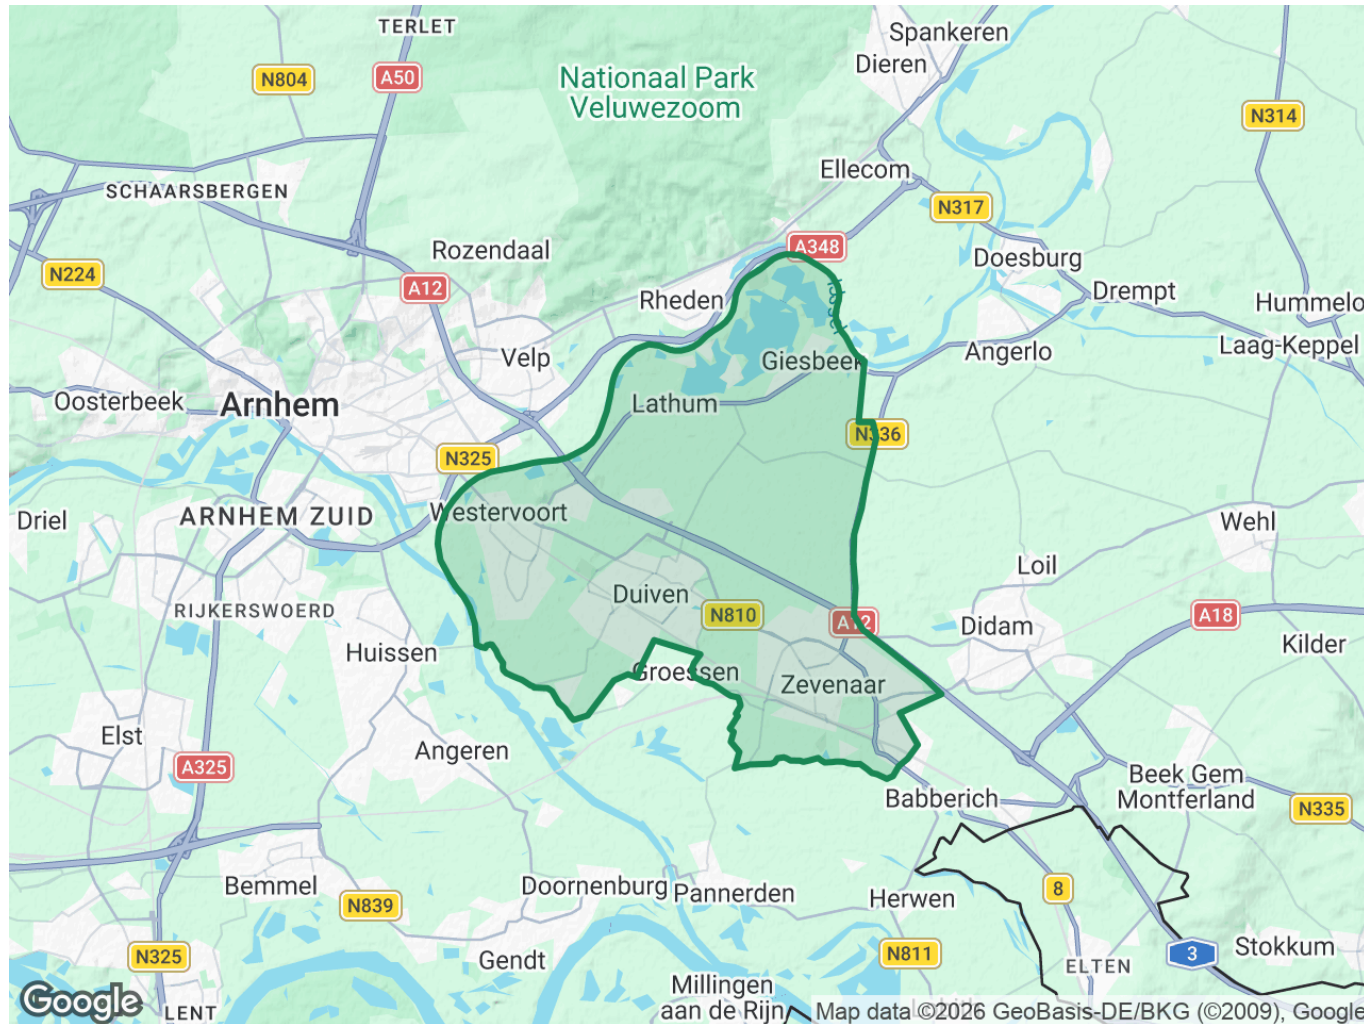 TERLET
Spankeren
Dieren
N804
A50
Nationaal Park
Veluwezoom
N314
Ellecom
SCHAARSBERGEN
N317
Rozendaal
A348
Doesburg
N224
A12
Rheden
IJssel
Drempt
Hummelo
Velp
Giesbeek
Angerlo
Laag-Keppel
Oosterbeek
Arnhem
Lathum
N336
N325
Driel
ARNHEM ZUID
Westervoort
Wehl
Loil
Duiven
RIJKERSWOERD
N810
A12
Didam
A18
Huissen
Kilder
Groessen
Zevenaar
Elst
Angeren
A325
Beek Gem
Montferland
Babberich
N335
Bemmel
Doornenburg
Pannerden
Herwen
8
N839
N325
Gendt
N811
ELTEN
3
Stokkum
Millingen
aan de Rijn
Google
LENT
Map data ©2026 GeoBasis-DE/BKG (©2009), Google